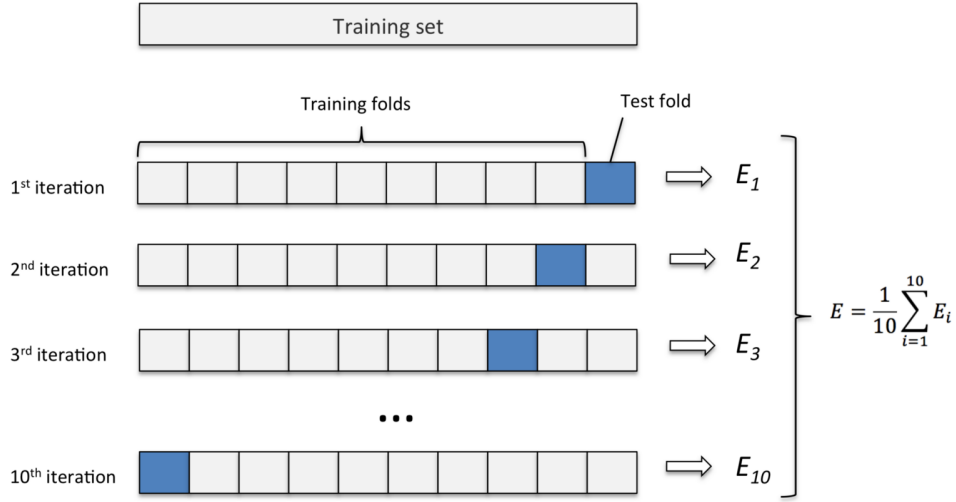 Training set
Training folds
Test fold
1st iteration
E1
2nd iteration
E2
3rd iteration
E3
E = 1/10 ∑ i=1 10 Ei
...
10th iteration
E10